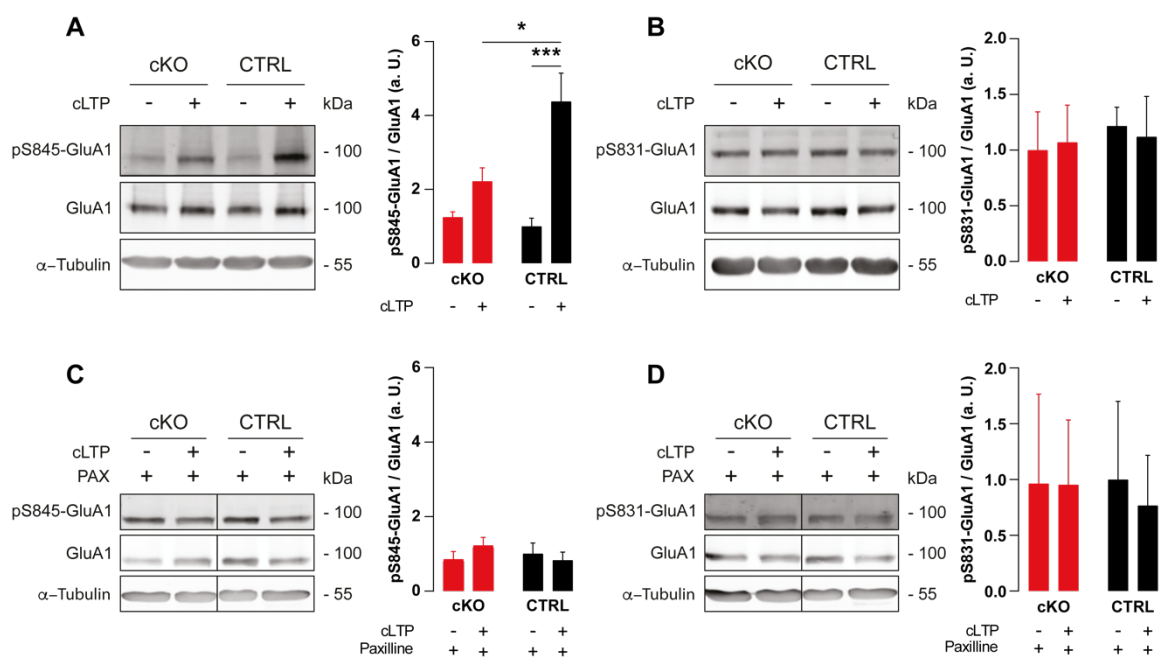 A
cKO CTRL
cLTP - + - + kDa
pS845-GluA1 - 100
GluA1 - 100
α-Tubulin - 55
pS845-GluA1 / GluA1 (a. U.)
6
4
2
0
*
***
cKO CTRL
cLTP - + - +
B
cKO CTRL
cLTP - + - + kDa
pS831-GluA1 - 100
GluA1 - 100
α-Tubulin - 55
pS831-GluA1 / GluA1 (a. U.)
2.0
1.5
1.0
0.5
0.0
cKO CTRL
cLTP - + - +
C
cKO CTRL
cLTP - + - +
PAX + + + + kDa
pS845-GluA1 - 100
GluA1 - 100
α-Tubulin - 55
pS845-GluA1 / GluA1 (a. U.)
6
4
2
0
cKO CTRL
cLTP - + - +
Paxilline + + + +
D
cKO CTRL
cLTP - + - +
PAX + + + + kDa
pS831-GluA1 - 100
GluA1 - 100
α-Tubulin - 55
pS831-GluA1 / GluA1 (a. U.)
2.0
1.5
1.0
0.5
0.0
cKO CTRL
cLTP - + - +
Paxilline + + + +